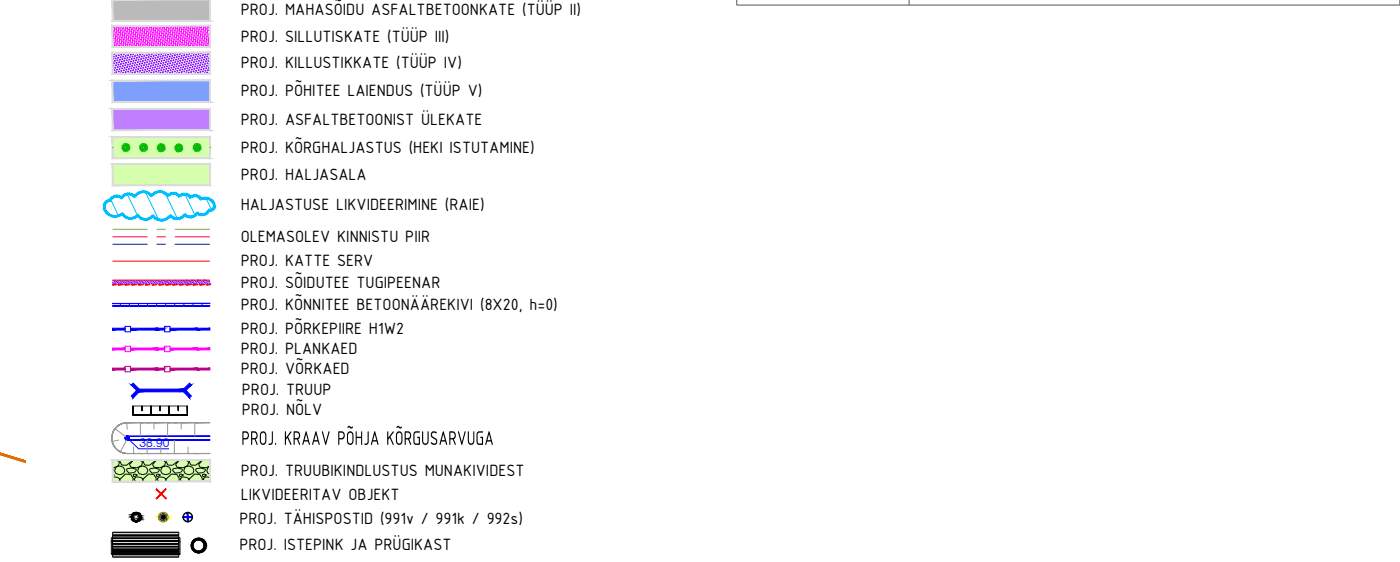 PROJ. MAHASÕIDU ASFALTBETOONKATE (TÜÜP II)
PROJ. SILLUTISKATE (TÜÜP III)
PROJ. KILLUSTIKKATE (TÜÜP IV)
PROJ. PÕHITEE LAIENDUS (TÜÜP V)
PROJ. ASFALTBETOONIST ÜLEKATE
PROJ. KÕRGHALJASTUS (HEKI ISTUTAMINE)
PROJ. HALJASALA
HALJASTUSE LIKVIDEERIMINE (RAIE)
OLEMASOLEV KINNISTU PIIR
PROJ. KATTE SERV
PROJ. SÕIDUTEE TUGIPEENAR
PROJ. KÕNNITEE BETOONÄÄREKIVI (8X20, h=0)
PROJ. PÕRKEPIIRE H1W2
PROJ. PLANKAED
PROJ. VÕRKAED
PROJ. TRUUP
PROJ. NÕLV
38.90 PROJ. KRAAV PÕHJA KÕRGUSARVUGA
PROJ. TRUUBIKINDLUSTUS MUNAKIVIDEST
LIKVIDEERITAV OBJEKT
PROJ. TÄHISPOSTID (991v / 991k / 992s)
PROJ. ISTEPINK JA PRÜGIKAST